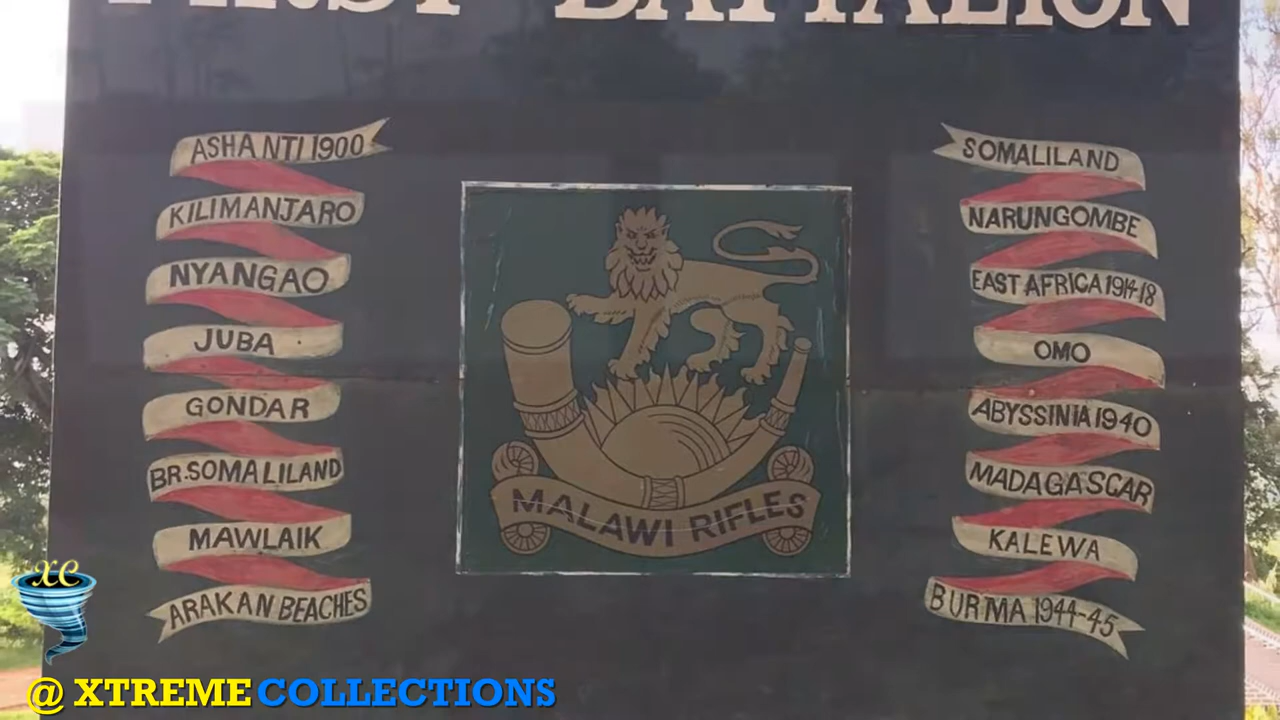 FIRST BATTALION
ASHANTI 1900
KILIMANJARO
NYANGAO
JUBA
GONDAR
BR. SOMALILAND
MAWLAIK
ARAKAN BEACHES
MALAWI RIFLES
SOMALILAND
NARUNGOMBE
EAST AFRICA 1914-18
OMO
ABYSSINIA 1940
MADAGASCAR
KALEWA
BURMA 1944-45
XC
@ XTREME COLLECTIONS